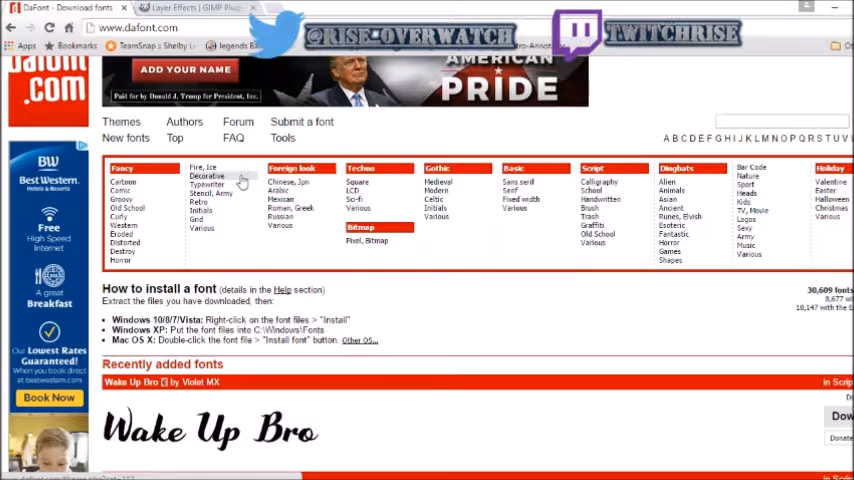 DaFont - Download fonts
Layer Effects | GIMP Plug
www.dafont.com
Apps
Bookmarks
TeamSnap :: Shelby
legends
@RISE_OVERWATCH
TWITCHRISE
dafont
.com
ADD YOUR NAME
AMERICAN
PRIDE
Paid for by Donald J. Trump for President, Inc.
Themes
Authors
Forum
Submit a font
New fonts
Top
FAQ
Tools
A B C D E F G H I J K L M N O P Q R S T U V
Fancy
Cartoon
Comic
Groovy
Old School
Curly
Western
Eroded
Distorted
Destroy
Horror
Fire, Ice
Decorative
Typewriter
Stencil, Army
Retro
Initials
Grid
Various
Foreign look
Chinese, Jpn
Arabic
Mexican
Roman, Greek
Russian
Various
Techno
Square
LCD
Sci-fi
Various
Bitmap
Pixel, Bitmap
Gothic
Medieval
Modern
Celtic
Initials
Various
Basic
Sans serif
Serif
Fixed width
Various
Script
Calligraphy
School
Handwritten
Brush
Trash
Graffiti
Old School
Various
Dingbats
Alien
Animals
Asian
Ancient
Runes, Elvish
Esoteric
Fantastic
Horror
Games
Shapes
Bar Code
Nature
Sport
Heads
Kids
TV, Movie
Logos
Sexy
Army
Music
Various
Holiday
Valentine
Easter
Halloween
Christmas
Various
BW
Best Western.
Hotels & Resorts
Free
High Speed
Internet
A great
Breakfast
Our Lowest Rates
Guaranteed!
When you book direct
at bestwestern.com
Book Now
How to install a font (details in the Help section)
Extract the files you have downloaded, then:
Windows 10/8/7/Vista: Right-click on the font files > "Install"
Windows XP: Put the font files into C:\Windows\Fonts
Mac OS X: Double-click the font file > "Install font" button. Other OS...
30,609 fonts
Recently added fonts
Wake Up Bro
by Violet MX
in Scrip
Wake Up Bro
Dow
Donate